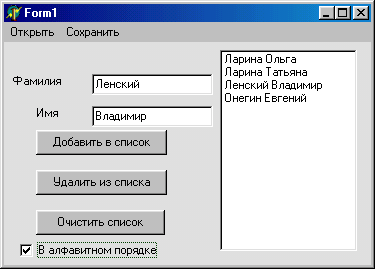 Form1
Открыть Сохранить
Фамилия Ленский
Имя Владимир
Добавить в список
Удалить из списка
Очистить список
В алфавитном порядке
Ларина Ольга
Ларина Татьяна
Ленский Владимир
Онегин Евгений